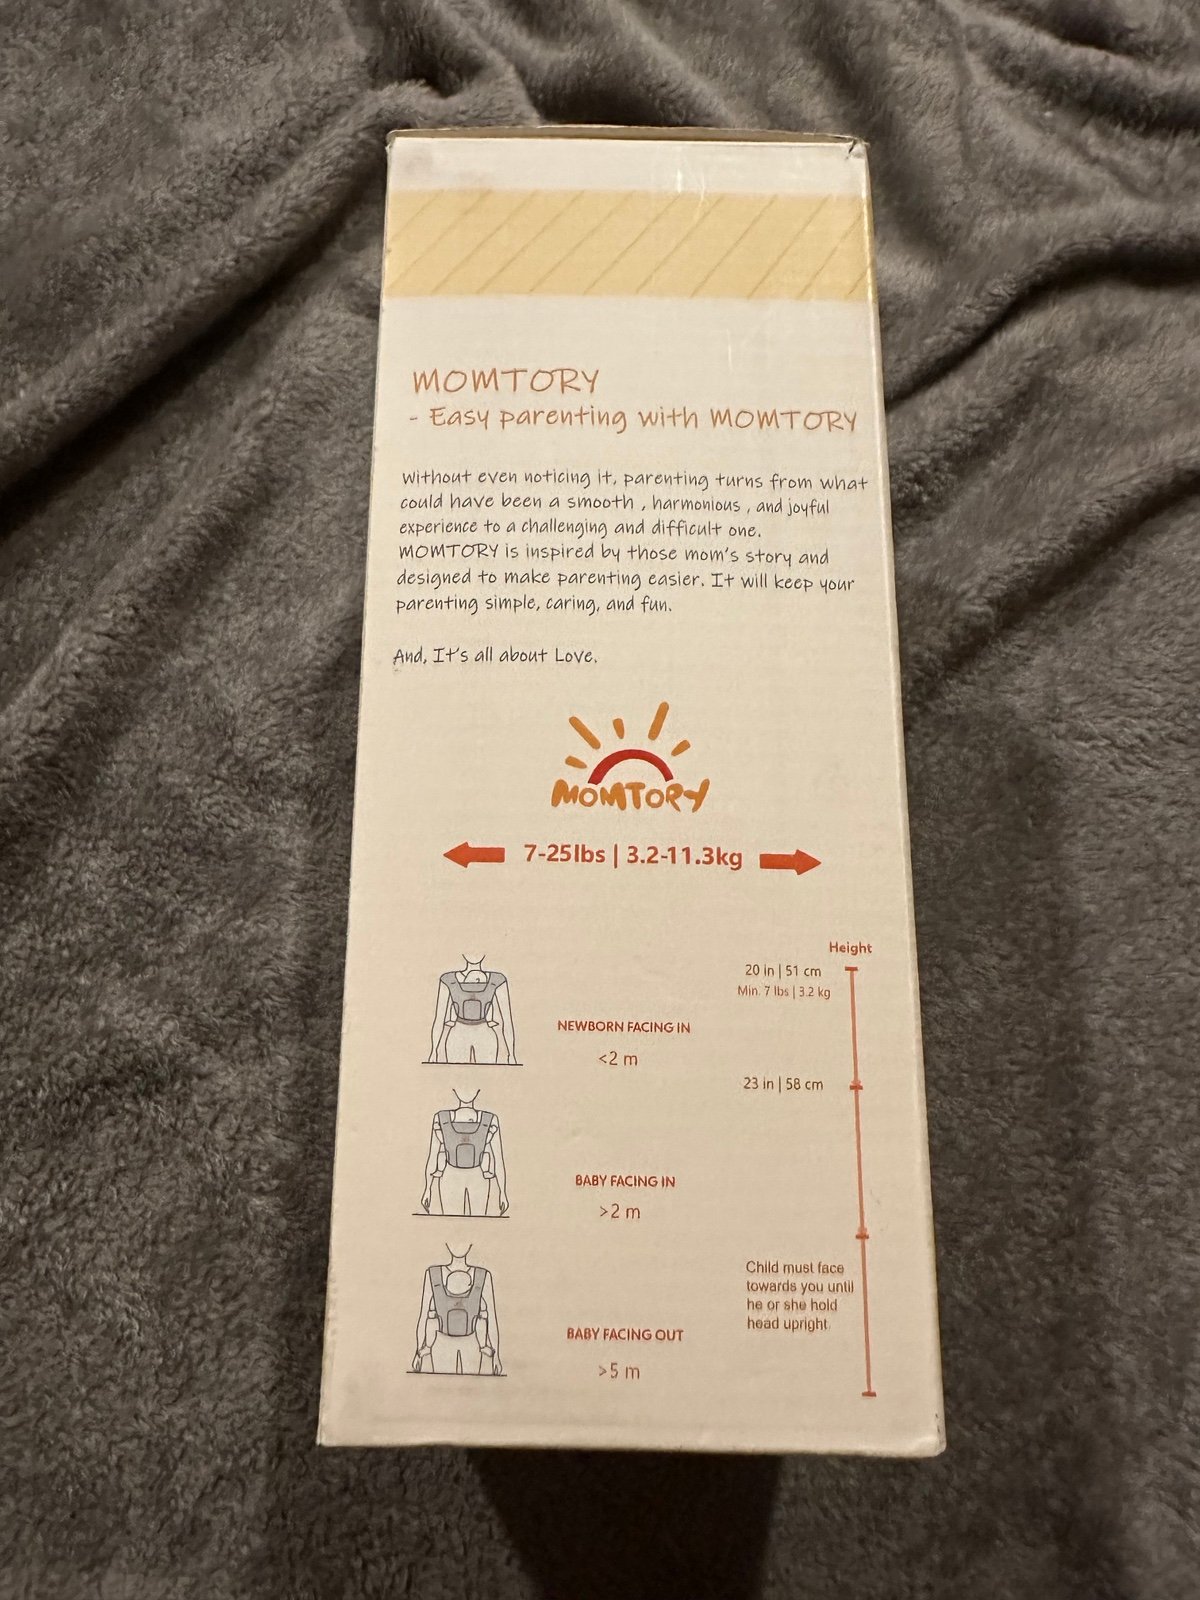 MOMTORY
- Easy parenting with MOMTORY
Without even noticing it, parenting turns from what
could have been a smooth , harmonious , and joyful
experience to a challenging and difficult one.
MOMTORY is inspired by those mom's story and
designed to make parenting easier. It will keep your
parenting simple, caring, and fun.
And, It's all about Love.
MOMTORY
7-25lbs | 3.2-11.3kg
Height
20 in | 51 cm
Min. 7 lbs | 3.2 kg
NEWBORN FACING IN
<2 m
23 in | 58 cm
BABY FACING IN
>2 m
Child must face
towards you until
he or she hold
head upright.
BABY FACING OUT
>5 m